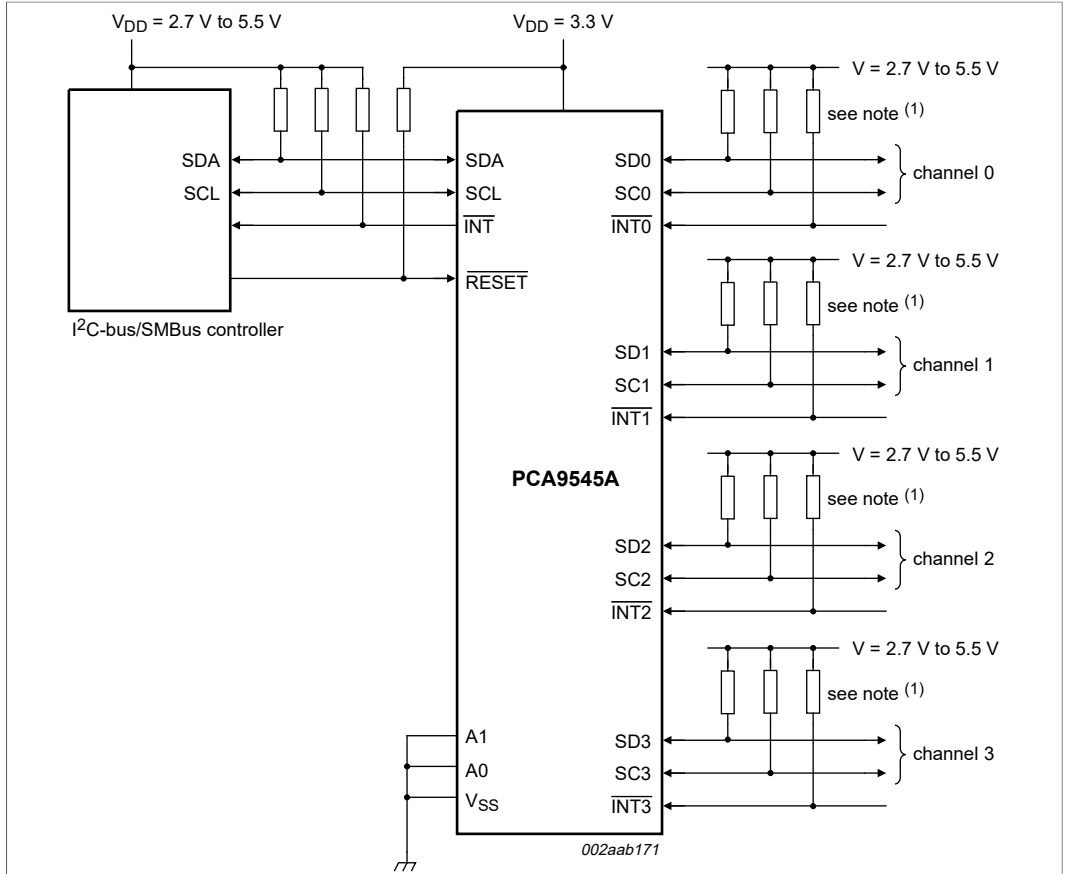 VDD = 2.7 V to 5.5 V
VDD = 3.3 V
SDA
SCL
I2C-bus/SMBus controller
SDA
SCL
INT
RESET
PCA9545A
A1
A0
VSS
SD0
SC0
INT0
V = 2.7 V to 5.5 V
see note (1)
channel 0
SD1
SC1
INT1
V = 2.7 V to 5.5 V
see note (1)
channel 1
SD2
SC2
INT2
V = 2.7 V to 5.5 V
see note (1)
channel 2
SD3
SC3
INT3
V = 2.7 V to 5.5 V
see note (1)
channel 3
002aab171